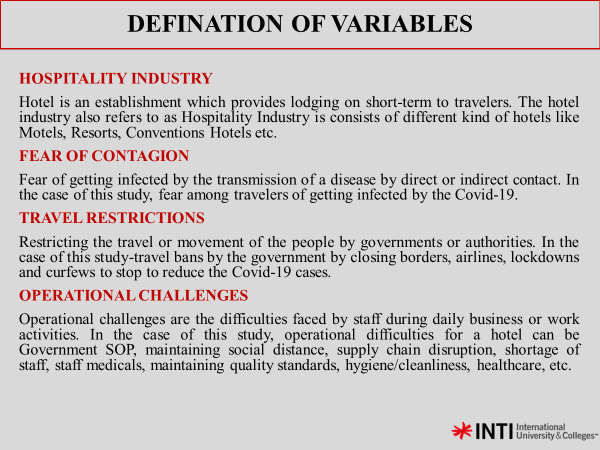 DEFINATION OF VARIABLES
HOSPITALITY INDUSTRY
Hotel is an establishment which provides lodging on short-term to travelers. The hotel
industry also refers to as Hospitality Industry is consists of different kind of hotels like
Motels, Resorts, Conventions Hotels etc.
FEAR OF CONTAGION
Fear of getting infected by the transmission of a disease by direct or indirect contact. In
the case of this study, fear among travelers of getting infected by the Covid-19.
TRAVEL RESTRICTIONS
Restricting the travel or movement of the people by governments or authorities. In the
case of this study-travel bans by the government by closing borders, airlines, lockdowns
and curfews to stop to reduce the Covid-19 cases.
OPERATIONAL CHALLENGES
Operational challenges are the difficulties faced by staff during daily business or work
activities. In the case of this study, operational difficulties for a hotel can be
Government SOP, maintaining social distance, supply chain disruption, shortage of
staff, staff medicals, maintaining quality standards, hygiene/cleanliness, healthcare, etc.
INTI International
University & Colleges™